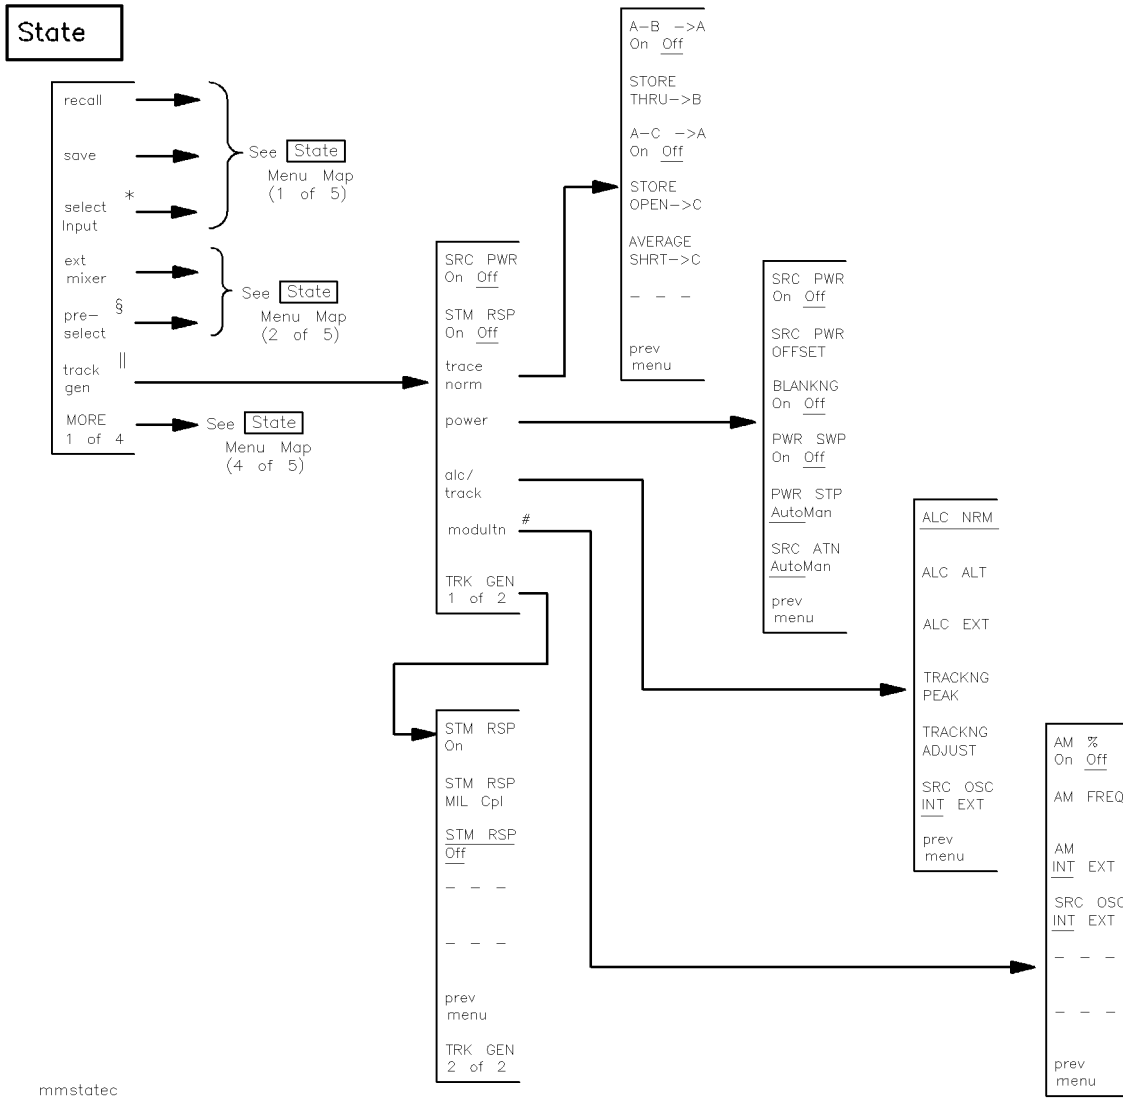 State
recall
save
*
select
Input
See State
Menu Map
(1 of 5)
ext
mixer
§
pre-
select
See State
Menu Map
(2 of 5)
||
track
gen
MORE
1 of 4
See State
Menu Map
(4 of 5)
SRC PWR
On Off
STM RSP
On Off
trace
norm
power
alc/
track
modultn #
TRK GEN
1 of 2
STM RSP
On
STM RSP
MIL Cpl
STM RSP
Off
- - -
- - -
prev
menu
TRK GEN
2 of 2
A-B ->A
On Off
STORE
THRU->B
A-C ->A
On Off
STORE
OPEN->C
AVERAGE
SHRT->C
- - -
prev
menu
SRC PWR
On Off
SRC PWR
OFFSET
BLANKNG
On Off
PWR SWP
On Off
PWR STP
AutoMan
SRC ATN
AutoMan
prev
menu
ALC NRM
ALC ALT
ALC EXT
TRACKNG
PEAK
TRACKNG
ADJUST
SRC OSC
INT EXT
prev
menu
AM %
On Off
AM FREQ
AM
INT EXT
SRC OSC
INT EXT
- - -
- - -
prev
menu
mmstatec